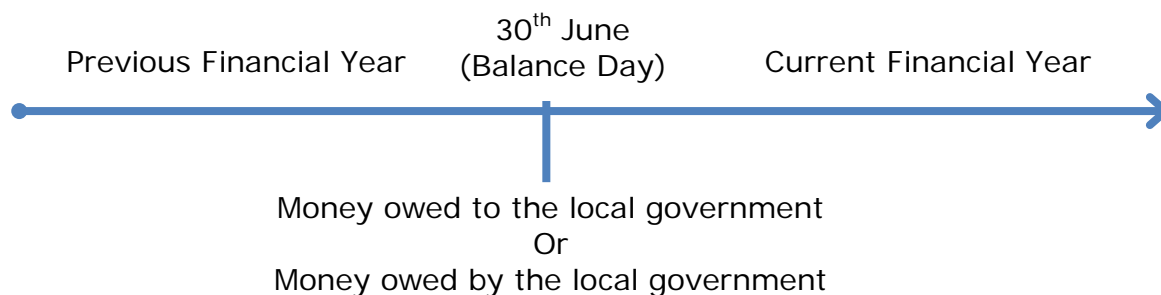 Previous Financial Year
30th June
(Balance Day)
Current Financial Year
Money owed to the local government
Or
Money owed by the local government